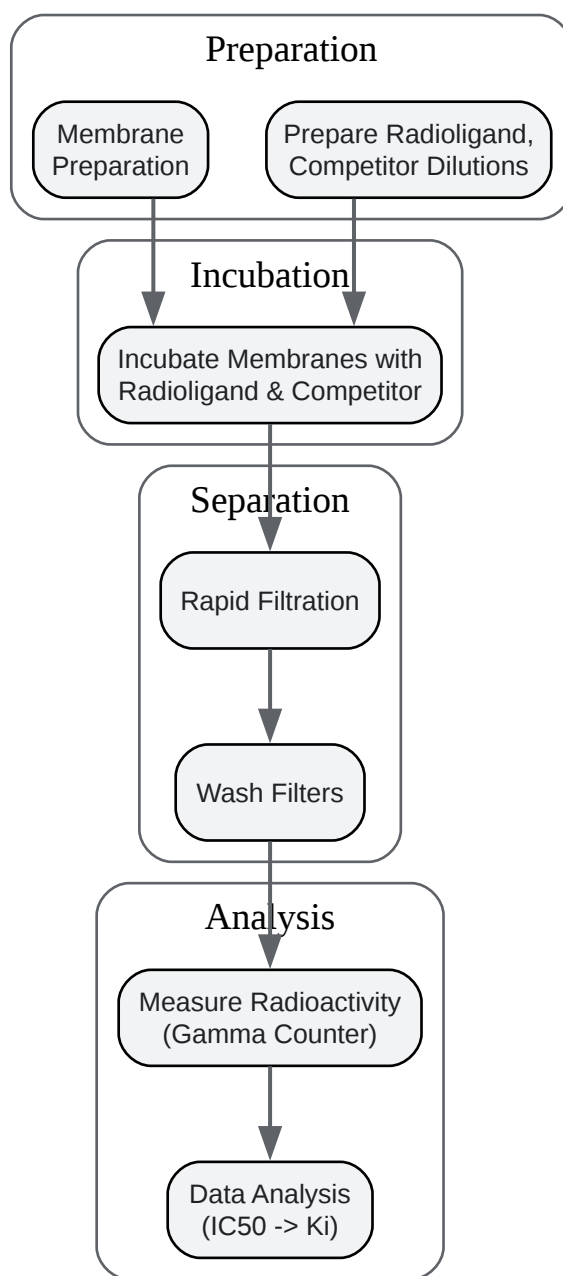 Preparation
Membrane
Preparation
Prepare Radioligand,
Competitor Dilutions
Incubation
Incubate Membranes with
Radioligand & Competitor
Separation
Rapid Filtration
Wash Filters
Analysis
Measure Radioactivity
(Gamma Counter)
Data Analysis
(IC50 -> Ki)